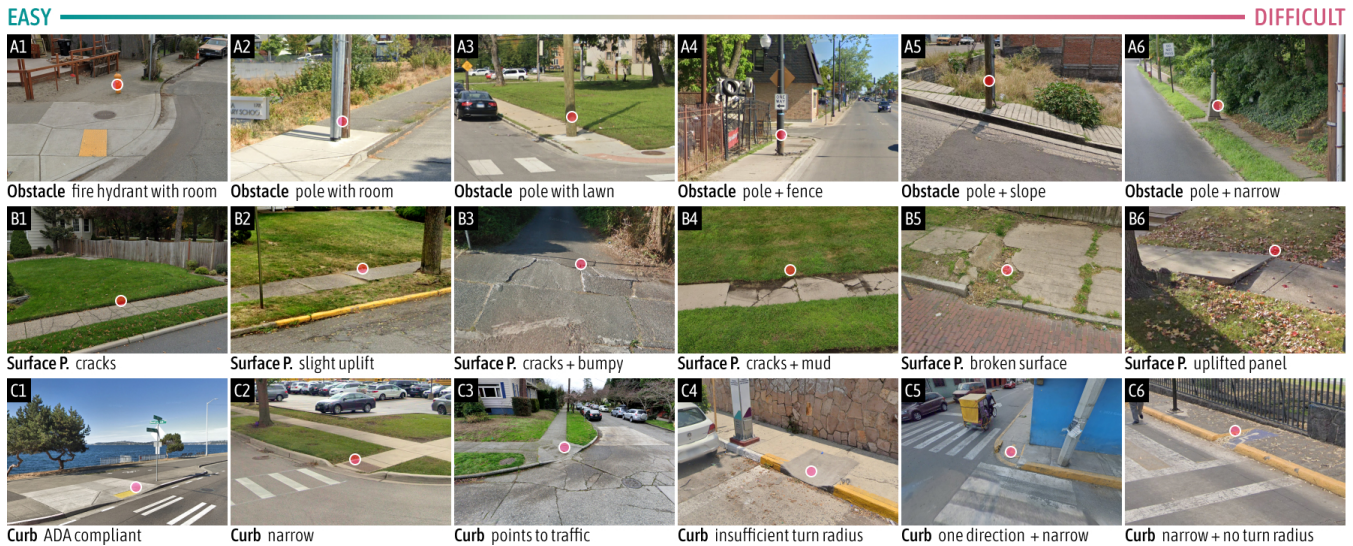 EASY DIFFICULT
A1 A2 A3 A4 A5 A6
Obstacle fire hydrant with room
Obstacle pole with room
Obstacle pole with lawn
Obstacle pole + fence
Obstacle pole + slope
Obstacle pole + narrow
B1 B2 B3 B4 B5 B6
Surface P. cracks
Surface P. slight uplift
Surface P. cracks + bumpy
Surface P. cracks + mud
Surface P. broken surface
Surface P. uplifted panel
C1 C2 C3 C4 C5 C6
Curb ADA compliant
Curb narrow
Curb points to traffic
Curb insufficient turn radius
Curb one direction + narrow
Curb narrow + no turn radius